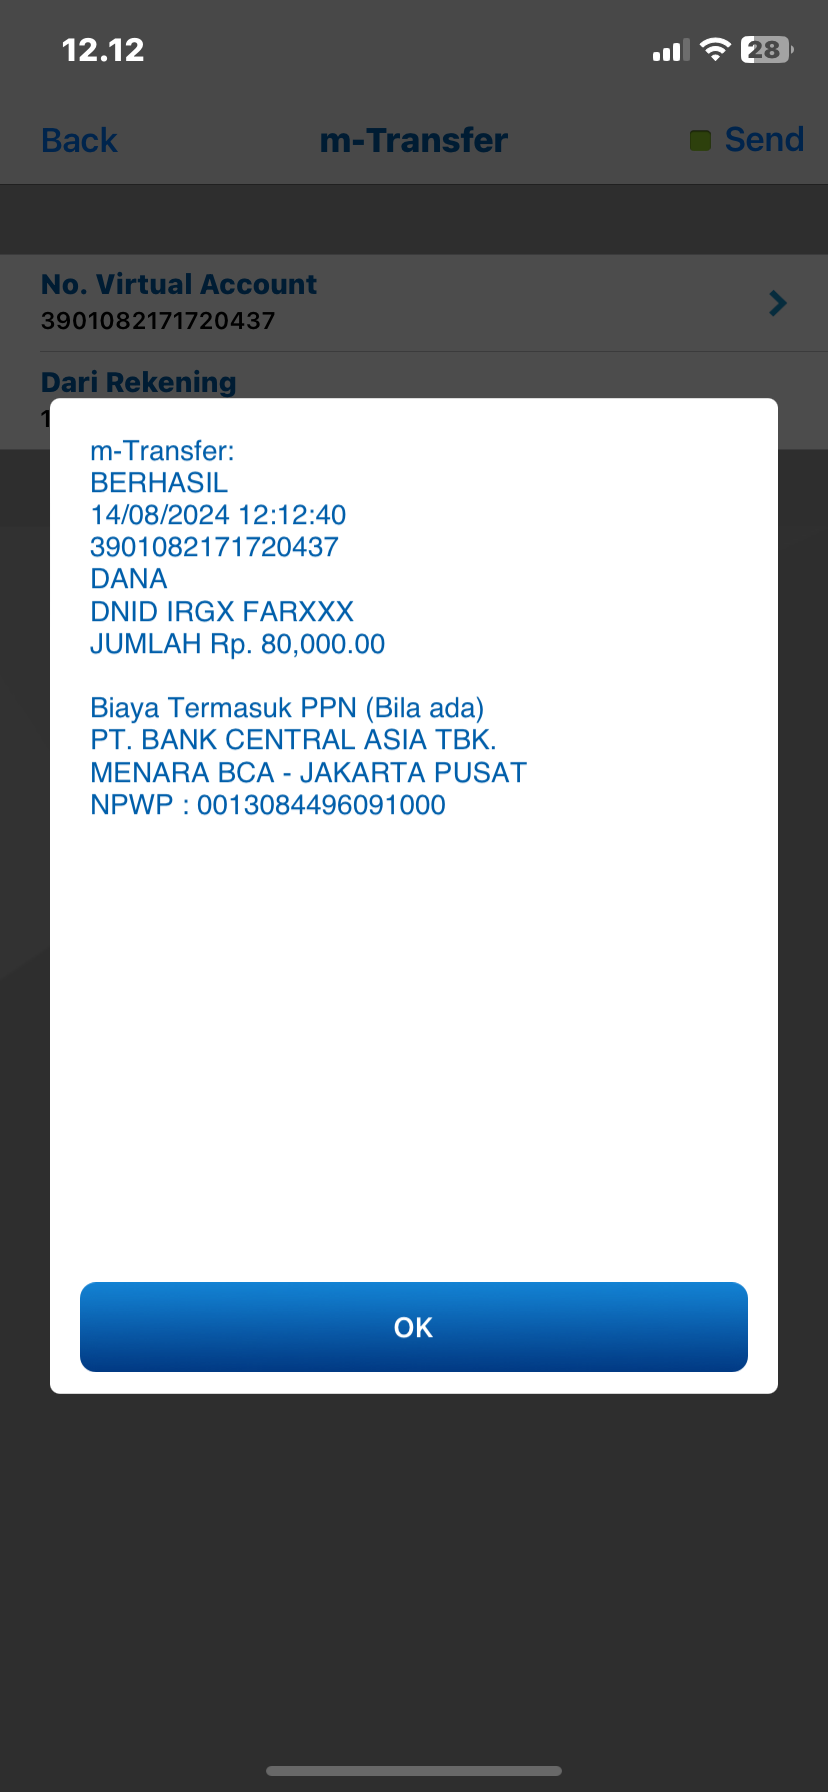 12.12
28
Back
m-Transfer
Send
No. Virtual Account
3901082171720437
Dari Rekening
m-Transfer:
BERHASIL
14/08/2024 12:12:40
3901082171720437
DANA
DNID IRGX FARXXX
JUMLAH Rp. 80,000.00
Biaya Termasuk PPN (Bila ada)
PT. BANK CENTRAL ASIA TBK.
MENARA BCA - JAKARTA PUSAT
NPWP : 0013084496091000
OK